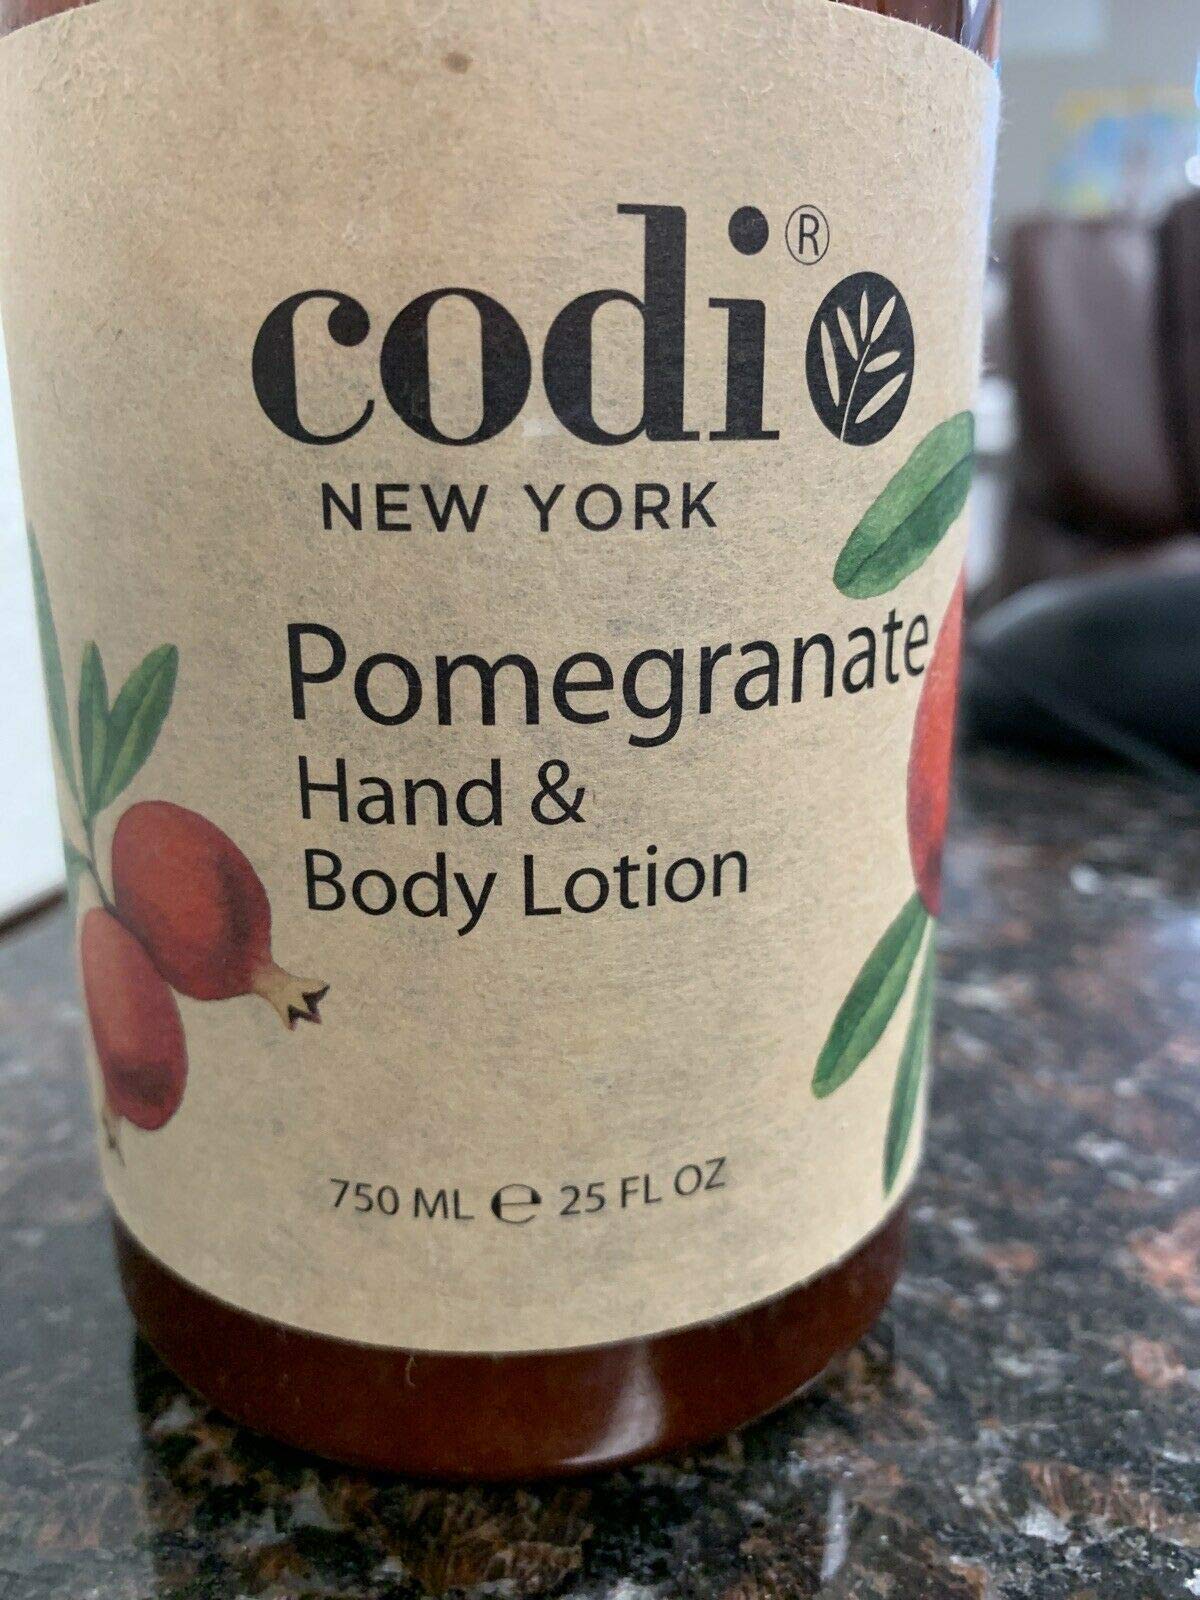 codi®
NEW YORK
Pomegranate
Hand &
Body Lotion
750 ML ℮ 25 FL OZ